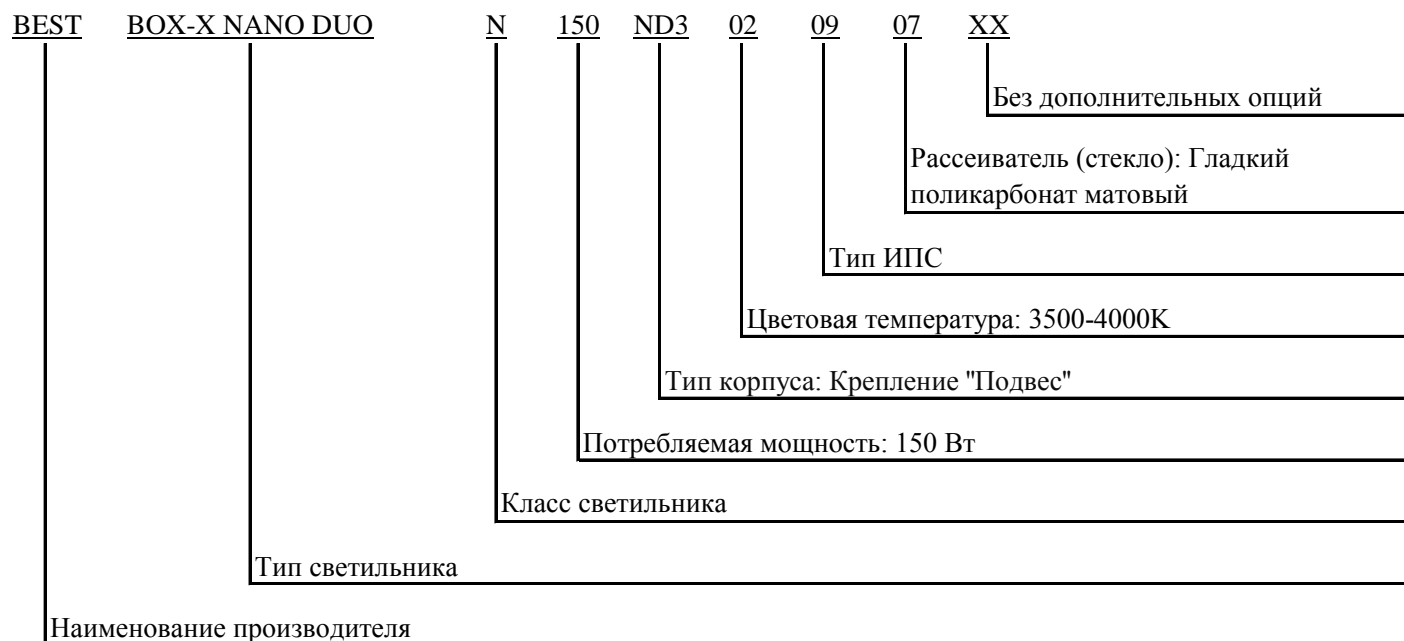 BEST BOX-X NANO DUO N 150 ND3 02 09 07 XX
Без дополнительных опций
Рассеиватель (стекло): Гладкий
поликарбонат матовый
Тип ИПС
Цветовая температура: 3500-4000K
Тип корпуса: Крепление "Подвес"
Потребляемая мощность: 150 Вт
Класс светильника
Тип светильника
Наименование производителя